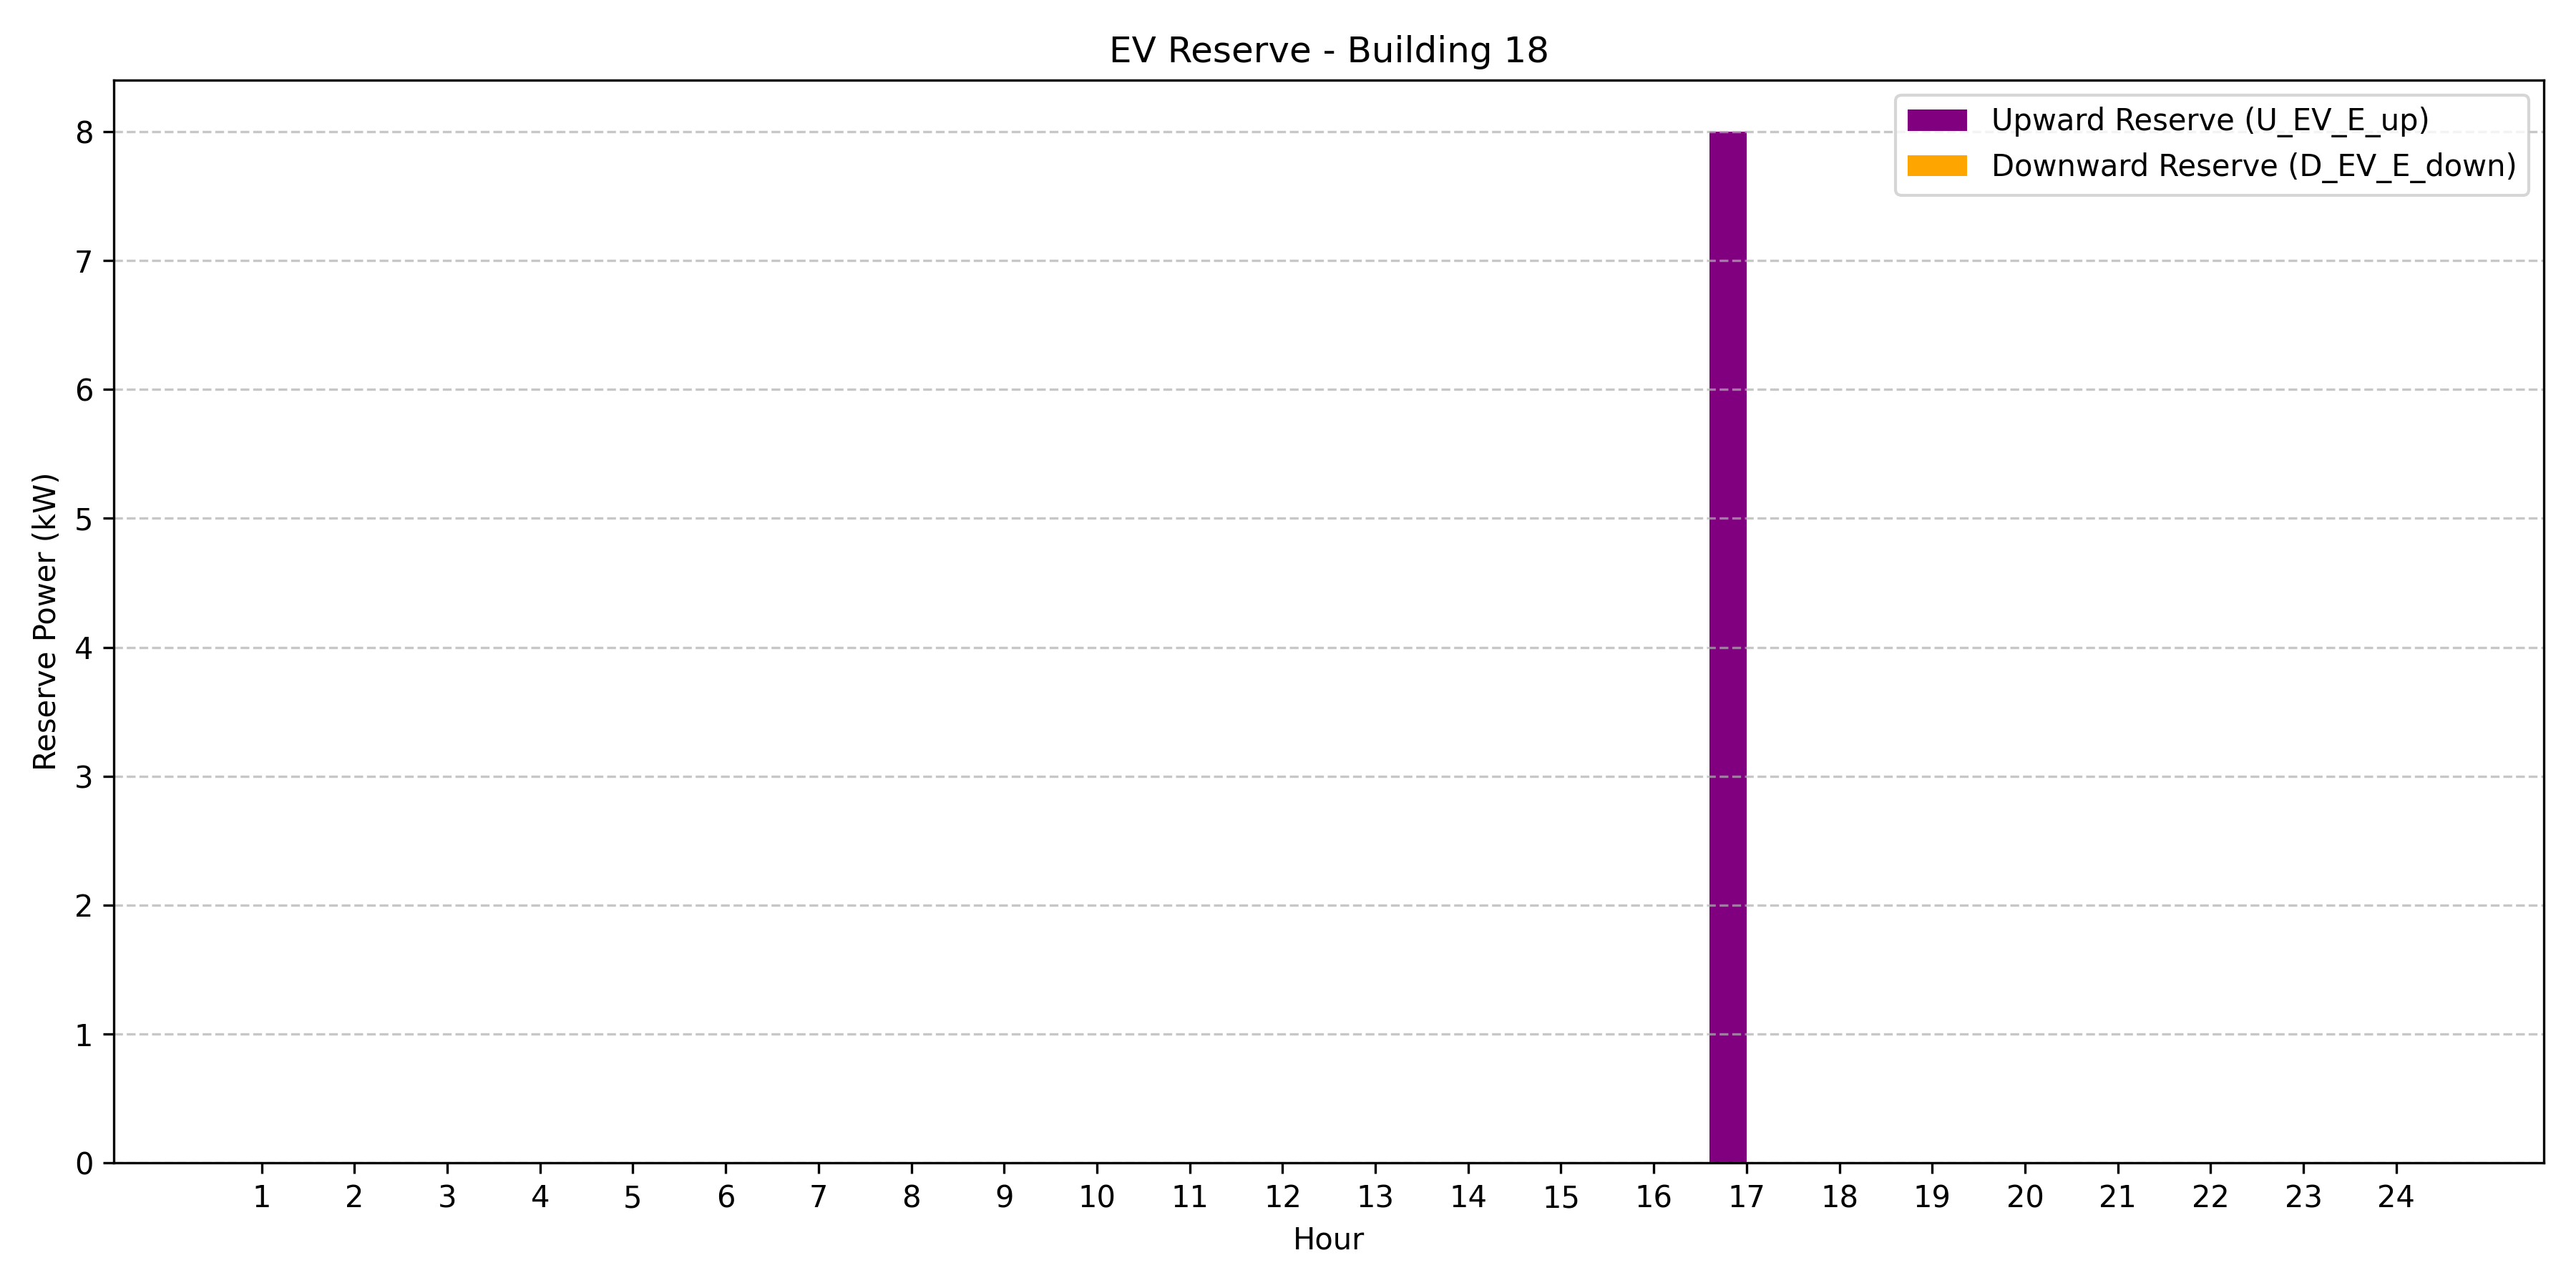 EV Reserve - Building 18
Upward Reserve (U_EV_E_up)
Downward Reserve (D_EV_E_down)
Reserve Power (kW)
8
7
6
5
4
3
2
1
0
1 2 3 4 5 6 7 8 9 10 11 12 13 14 15 16 17 18 19 20 21 22 23 24
Hour